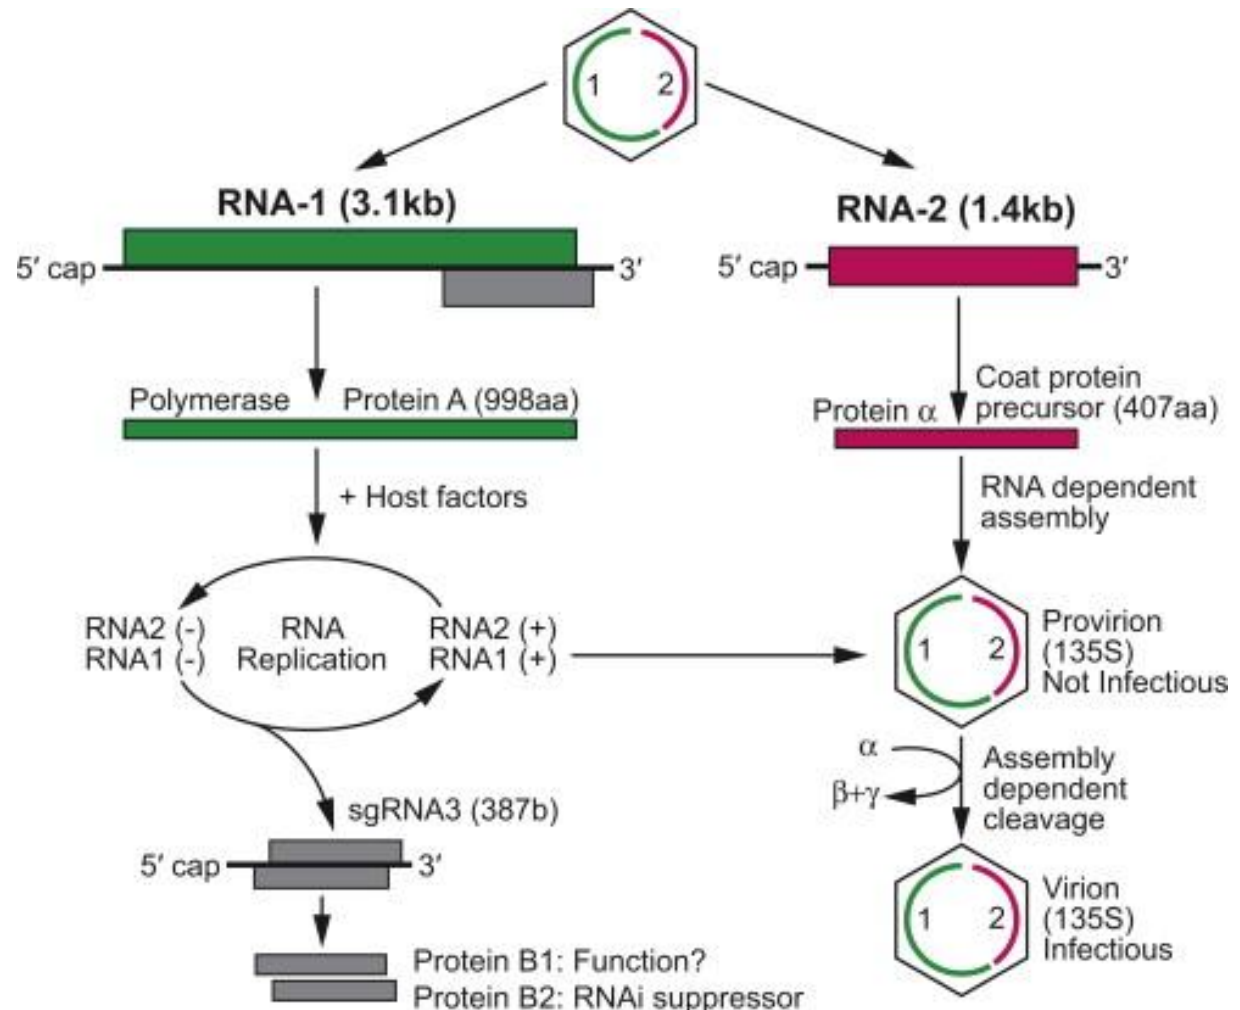 1 2
RNA-1 (3.1kb)
5′ cap 3′
RNA-2 (1.4kb)
5′ cap 3′
Polymerase Protein A (998aa)
+ Host factors
Coat protein
precursor (407aa)
Protein α
RNA dependent
assembly
RNA2 (-) RNA RNA2 (+)
RNA1 (-) Replication RNA1 (+)
1 2
Provirion
(135S)
Not Infectious
α
β+γ
Assembly
dependent
cleavage
sgRNA3 (387b)
5′ cap 3′
Protein B1: Function?
Protein B2: RNAi suppressor
1 2
Virion
(135S)
Infectious